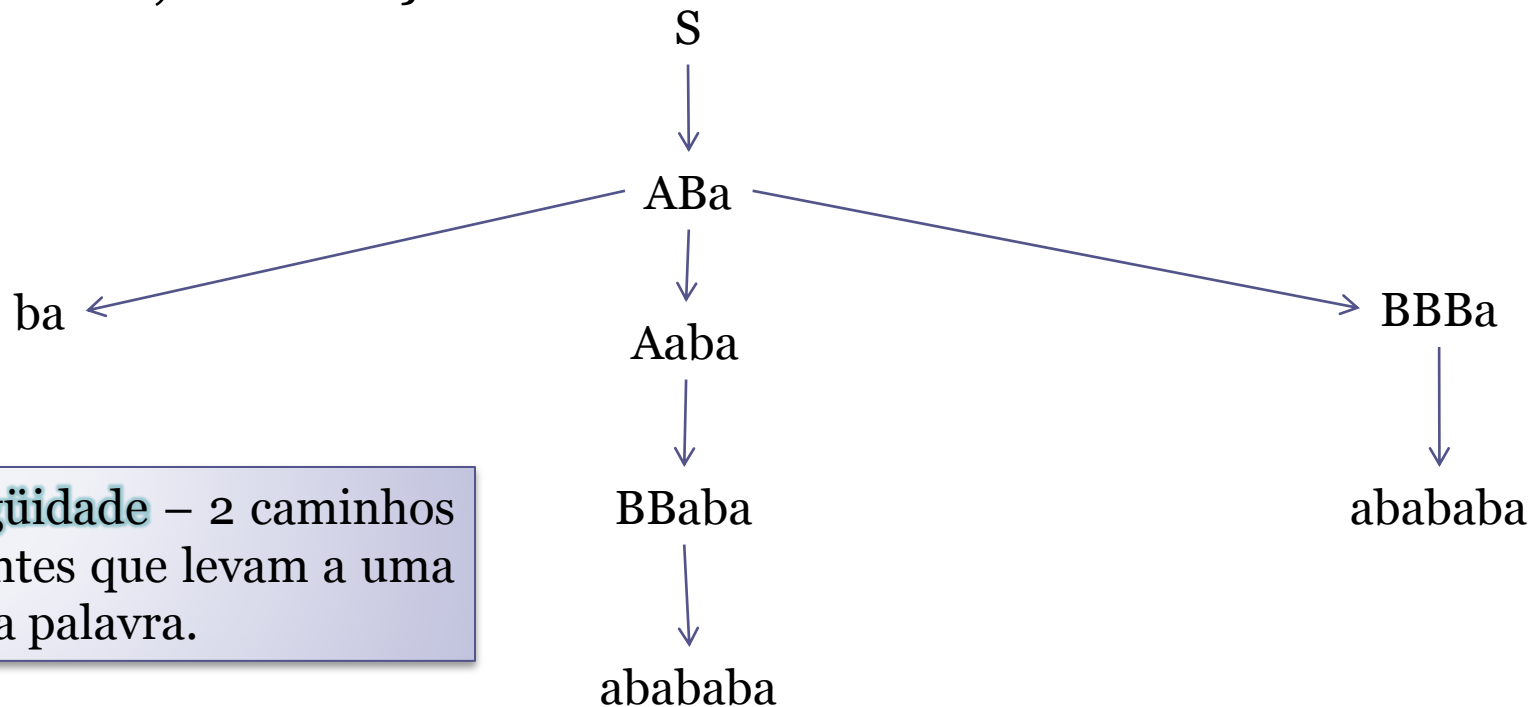 S
ABa
ba
BBBa
Aaba
BBaba
abababa
güidade – 2 caminhos
ntes que levam a uma
a palavra.
abababa